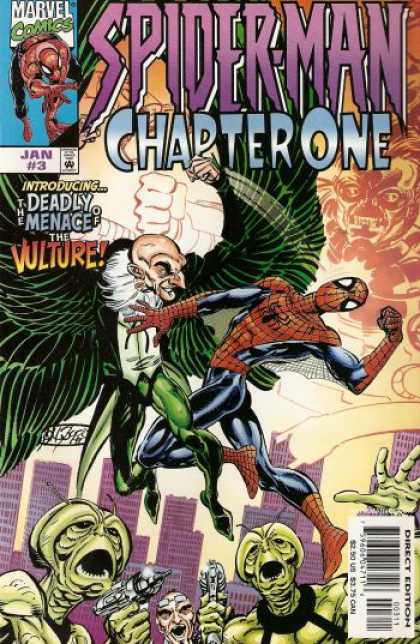 MARVEL
COMICS
SPIDER-MAN
CHAPTER ONE
JAN
#3
INTRODUCING...
THE DEADLY
MENACE OF
THE
VULTURE!
$2.50 US $3.75 CAN
00311
DIRECT EDITION